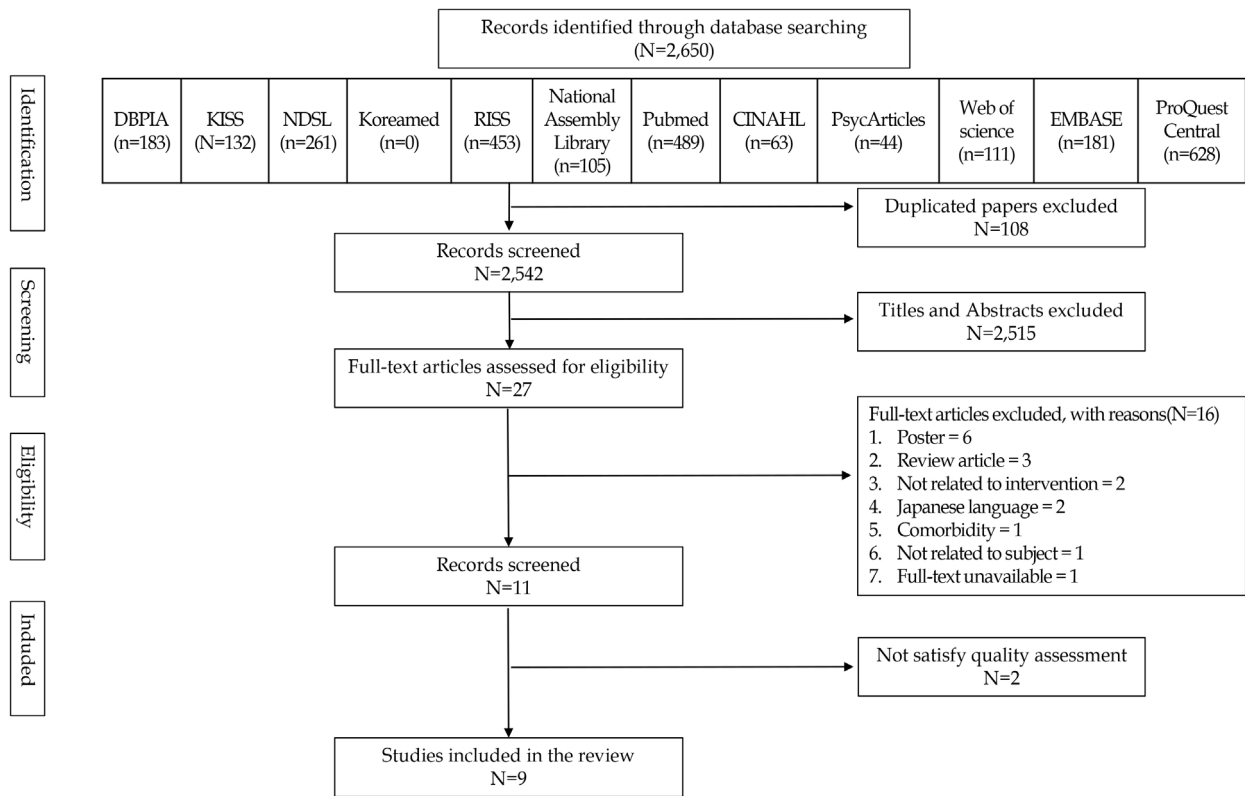 Records identified through database searching
(N=2,650)
Identification
DBPIA
(n=183)
KISS
(N=132)
NDSL
(n=261)
Koreamed
(n=0)
RISS
(n=453)
National
Assembly
Library
(n=105)
Pubmed
(n=489)
CINAHL
(n=63)
PsycArticles
(n=44)
Web of
science
(n=111)
EMBASE
(n=181)
ProQuest
Central
(n=628)
Duplicated papers excluded
N=108
Records screened
N=2,542
Screening
Titles and Abstracts excluded
N=2,515
Full-text articles assessed for eligibility
N=27
Full-text articles excluded, with reasons(N=16)
1. Poster = 6
2. Review article = 3
3. Not related to intervention = 2
4. Japanese language = 2
5. Comorbidity = 1
6. Not related to subject = 1
7. Full-text unavailable = 1
Eligibility
Records screened
N=11
Included
Not satisfy quality assessment
N=2
Studies included in the review
N=9